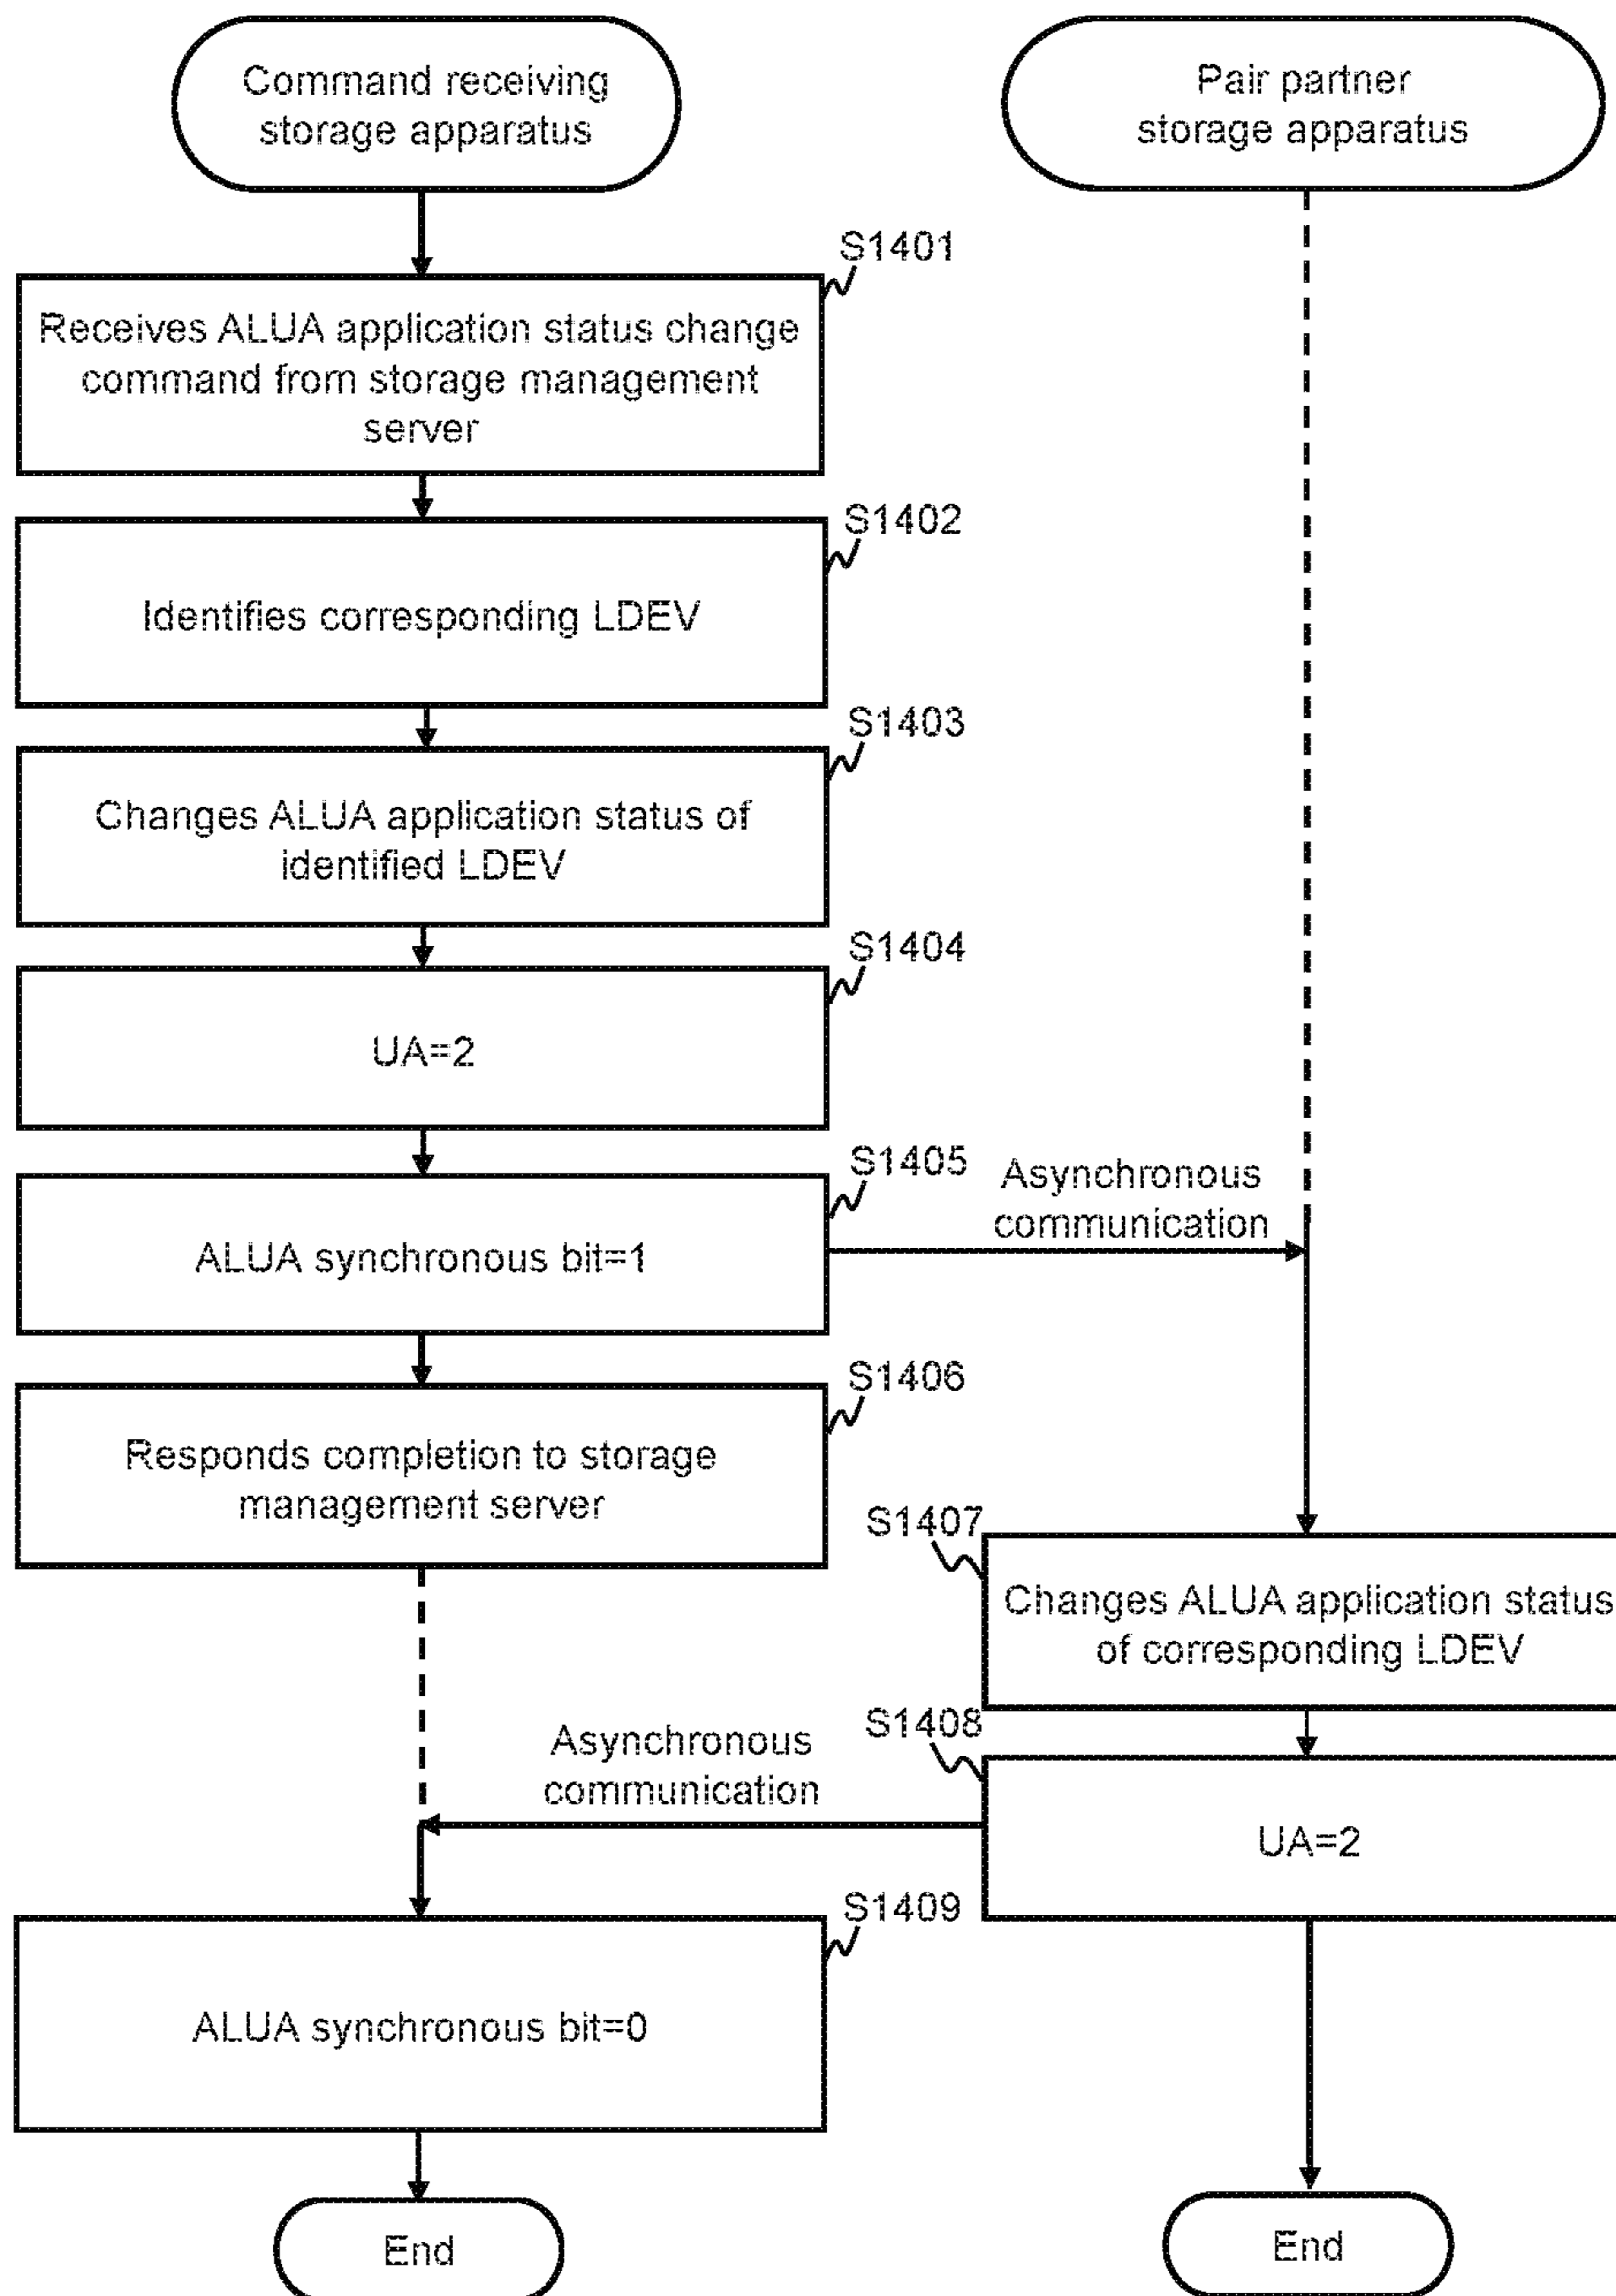 Command receiving
storage apparatus
Pair partner
storage apparatus
S1401
Receives ALUA application status change
command from storage management
server
S1402
Identifies corresponding LDEV
S1403
Changes ALUA application status of
identified LDEV
S1404
UA=2
S1405
ALUA synchronous bit=1
Asynchronous
communication
S1406
Responds completion to storage
management server
S1407
Changes ALUA application status
of corresponding LDEV
S1408
UA=2
Asynchronous
communication
S1409
ALUA synchronous bit=0
End
End